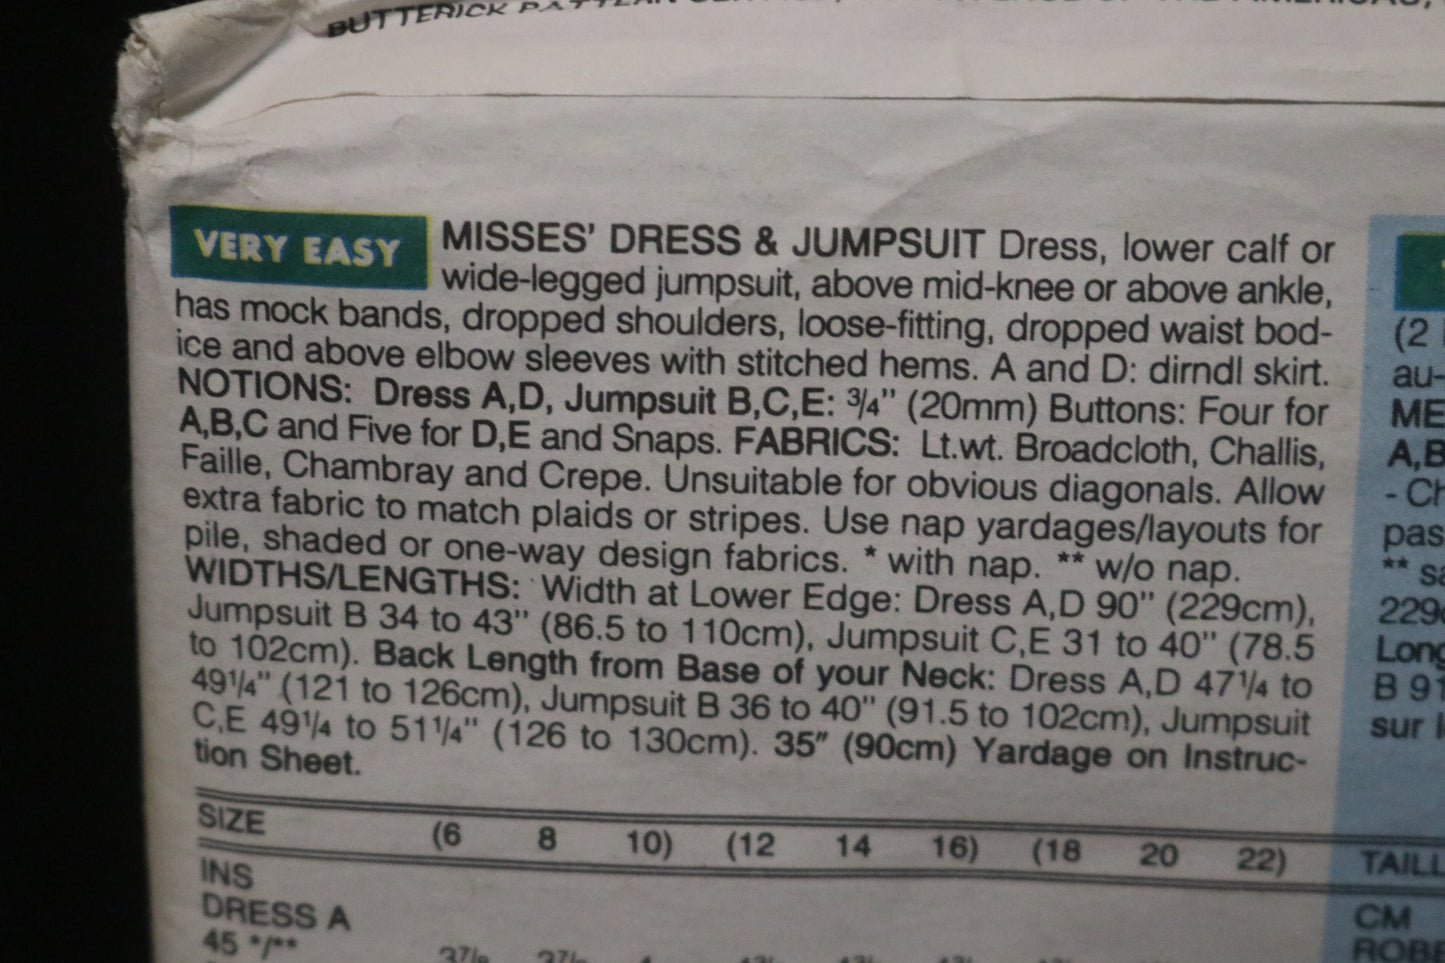 BUTTERICK
VERY EASY
MISSES' DRESS & JUMPSUIT Dress, lower calf or
wide-legged jumpsuit, above mid-knee or above ankle,
has mock bands, dropped shoulders, loose-fitting, dropped waist bod-
ice and above elbow sleeves with stitched hems. A and D: dirndl skirt.
NOTIONS: Dress A,D, Jumpsuit B,C,E: ¾" (20mm) Buttons: Four for
A,B,C and Five for D,E and Snaps. FABRICS: Lt.wt. Broadcloth, Challis,
Faille, Chambray and Crepe. Unsuitable for obvious diagonals. Allow
extra fabric to match plaids or stripes. Use nap yardages/layouts for
pile, shaded or one-way design fabrics. * with nap. ** w/o nap.
WIDTHS/LENGTHS: Width at Lower Edge: Dress A,D 90" (229cm),
Jumpsuit B 34 to 43" (86.5 to 110cm), Jumpsuit C,E 31 to 40" (78.5
to 102cm). Back Length from Base of your Neck: Dress A,D 47¼ to
49¼" (121 to 126cm), Jumpsuit B 36 to 40" (91.5 to 102cm), Jumpsuit
C,E 49¼ to 51¼" (126 to 130cm). 35" (90cm) Yardage on Instruc-
tion Sheet.
SIZE (6 8 10) (12 14 16) (18 20 22)
INS
DRESS A
45 */**
(2
au-
ME
A,B
- Ch
pas
**
229
Long
B 91
sur
TAILL
CM
ROBE